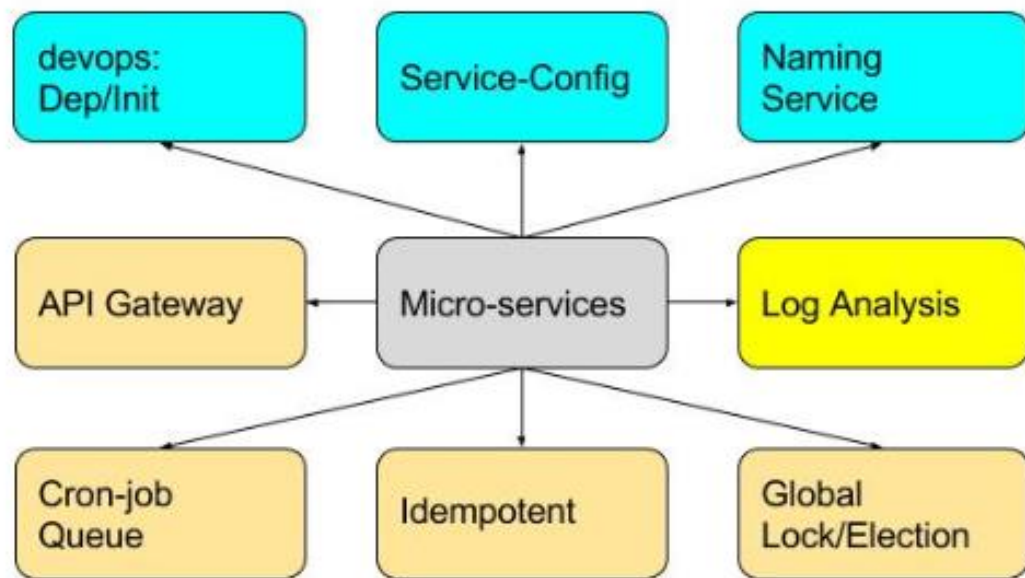 devops:
Dep/Init
Service-Config
Naming
Service
API Gateway
Micro-services
Log Analysis
Cron-job
Queue
Idempotent
Global
Lock/Election